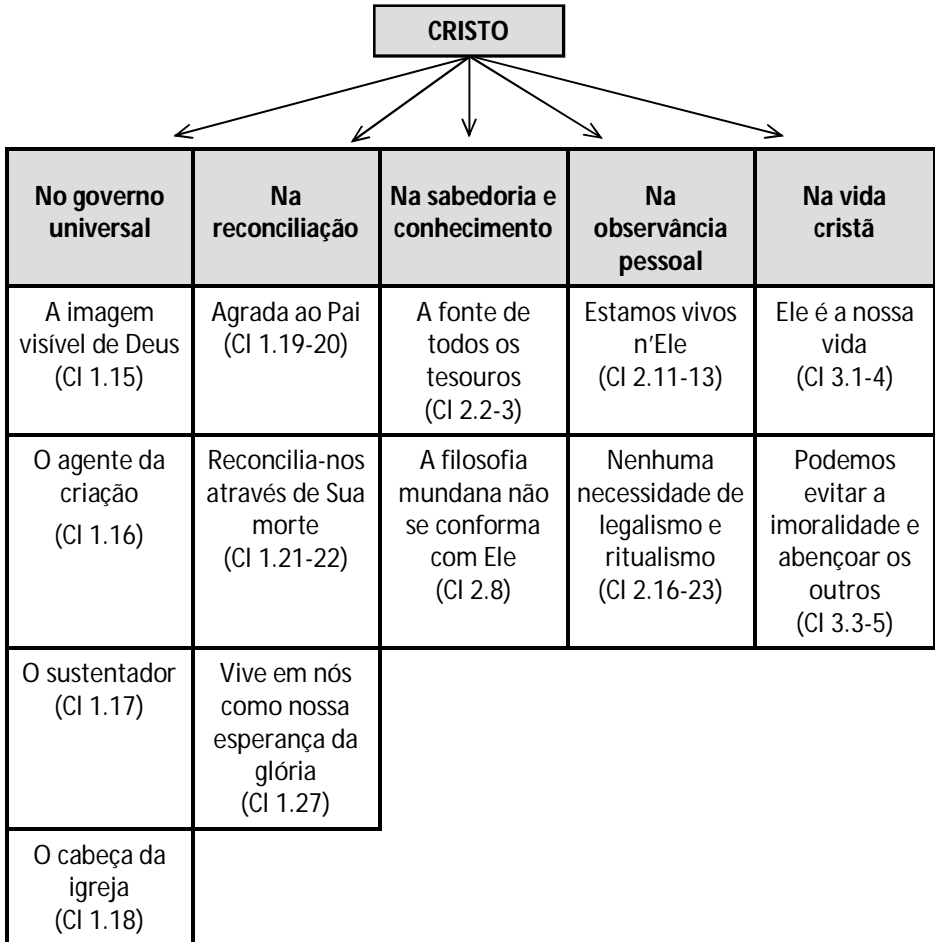 CRISTO
No governo
universal
Na
reconciliação
Na sabedoria e
conhecimento
Na
observância
pessoal
Na vida
cristã
A imagem
visível de Deus
(Cl 1.15)
Agrada ao Pai
(Cl 1.19-20)
A fonte de
todos os
tesouros
(Cl 2.2-3)
Estamos vivos
n'Ele
(Cl 2.11-13)
Ele é a nossa
vida
(Cl 3.1-4)
O agente da
criação
(Cl 1.16)
Reconcilia-nos
através de Sua
morte
(Cl 1.21-22)
A filosofia
mundana não
se conforma
com Ele
(Cl 2.8)
Nenhuma
necessidade de
legalismo e
ritualismo
(Cl 2.16-23)
Podemos
evitar a
imoralidade e
abençoar os
outros
(Cl 3.3-5)
O sustentador
(Cl 1.17)
Vive em nós
como nossa
esperança da
glória
(Cl 1.27)
O cabeça da
igreja
(Cl 1.18)